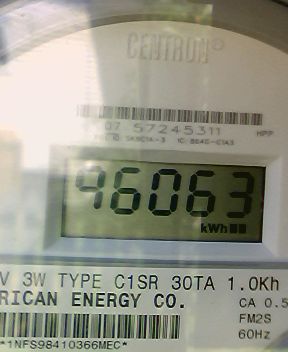 CENTRON®
07 57245311 HPP
46063
kWh
V 3W TYPE C1SR 30TA 1.0Kh
RICAN ENERGY CO. CA 0.5
FM2S
*1NFS98410366MEC* 60Hz